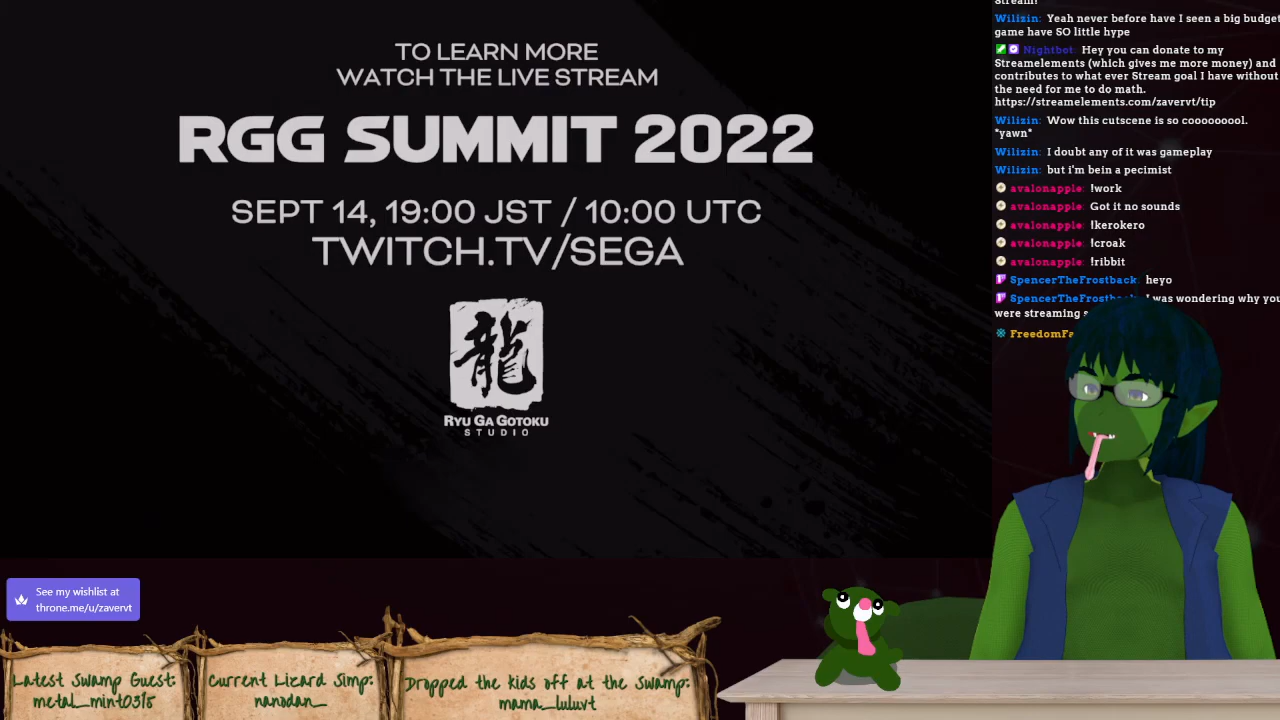 TO LEARN MORE
WATCH THE LIVE STREAM
RGG SUMMIT 2022
SEPT 14, 19:00 JST / 10:00 UTC
TWITCH.TV/SEGA
龍
RYU GA GOTOKU
STUDIO
Stream!
Wilizin: Yeah never before have I seen a big budget
game have SO little hype
Nightbot: Hey you can donate to my
Streamelements (which gives me more money) and
contributes to what ever Stream goal I have without
the need for me to do math.
https://streamelements.com/zavervt/tip
Wilizin: Wow this cutscene is so coooooool.
*yawn*
Wilizin: I doubt any of it was gameplay
Wilizin: but i'm bein a pecimist
avalonapple: !work
avalonapple: Got it no sounds
avalonapple: !kerokero
avalonapple: !croak
avalonapple: !ribbit
SpencerTheFrostback: heyo
SpencerTheFrostback: I was wondering why you
were streaming
FreedomFa
See my wishlist at
throne.me/u/zavervt
Latest Swamp Guest:
metal_mint0318
Current Lizard Simp:
nanodan_
Dropped the kids off at the Swamp:
mama_luluvt